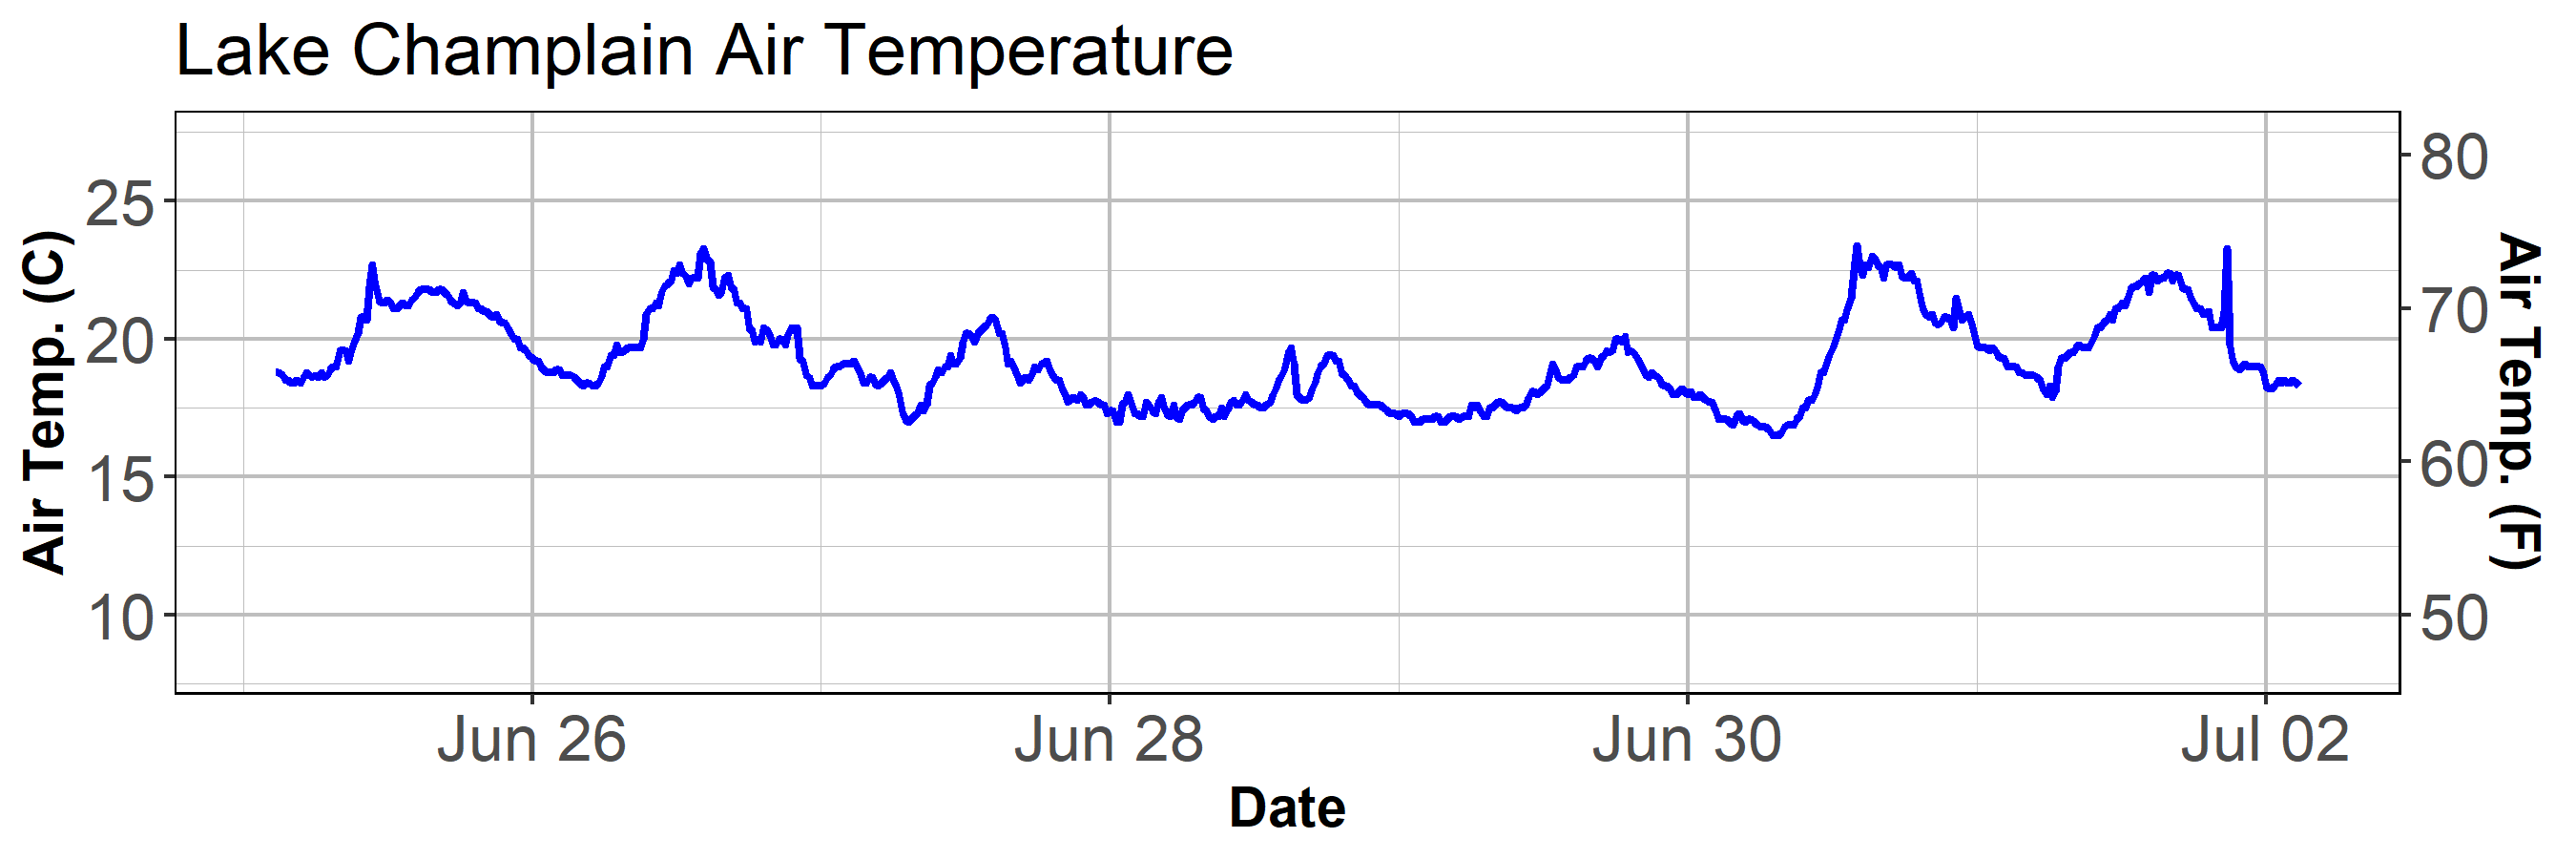 Lake Champlain Air Temperature
Air Temp. (C)
25
20
15
10
80
70
60
50
Air Temp. (F)
Jun 26
Jun 28
Jun 30
Jul 02
Date